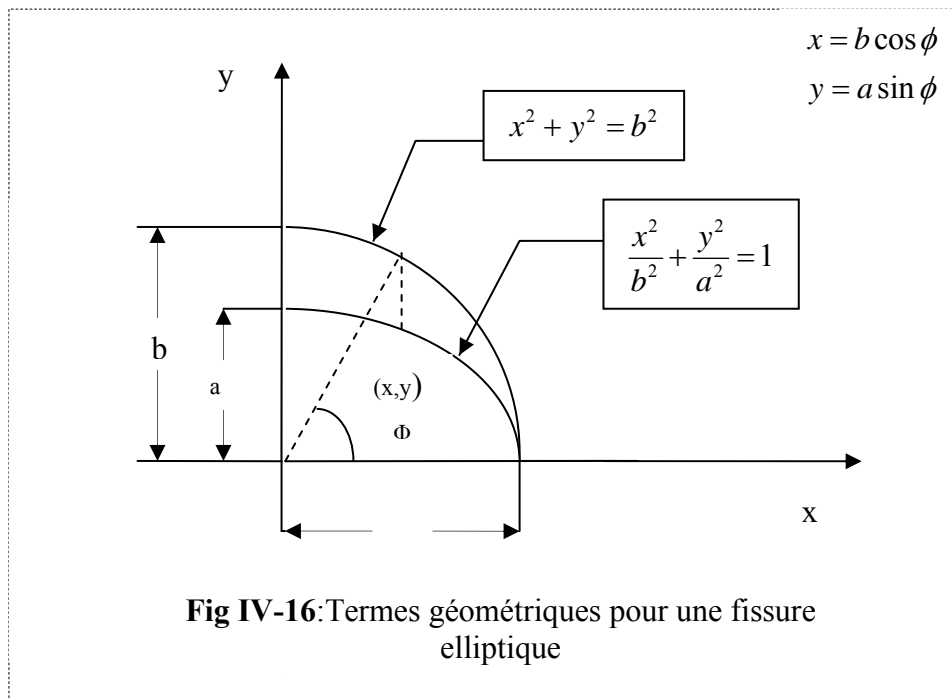 x = b cos ϕ
y = a sin ϕ
y
x² + y² = b²
x²/b² + y²/a² = 1
b
a
(x,y)
Φ
x
Fig IV-16:Termes géométriques pour une fissure
elliptique